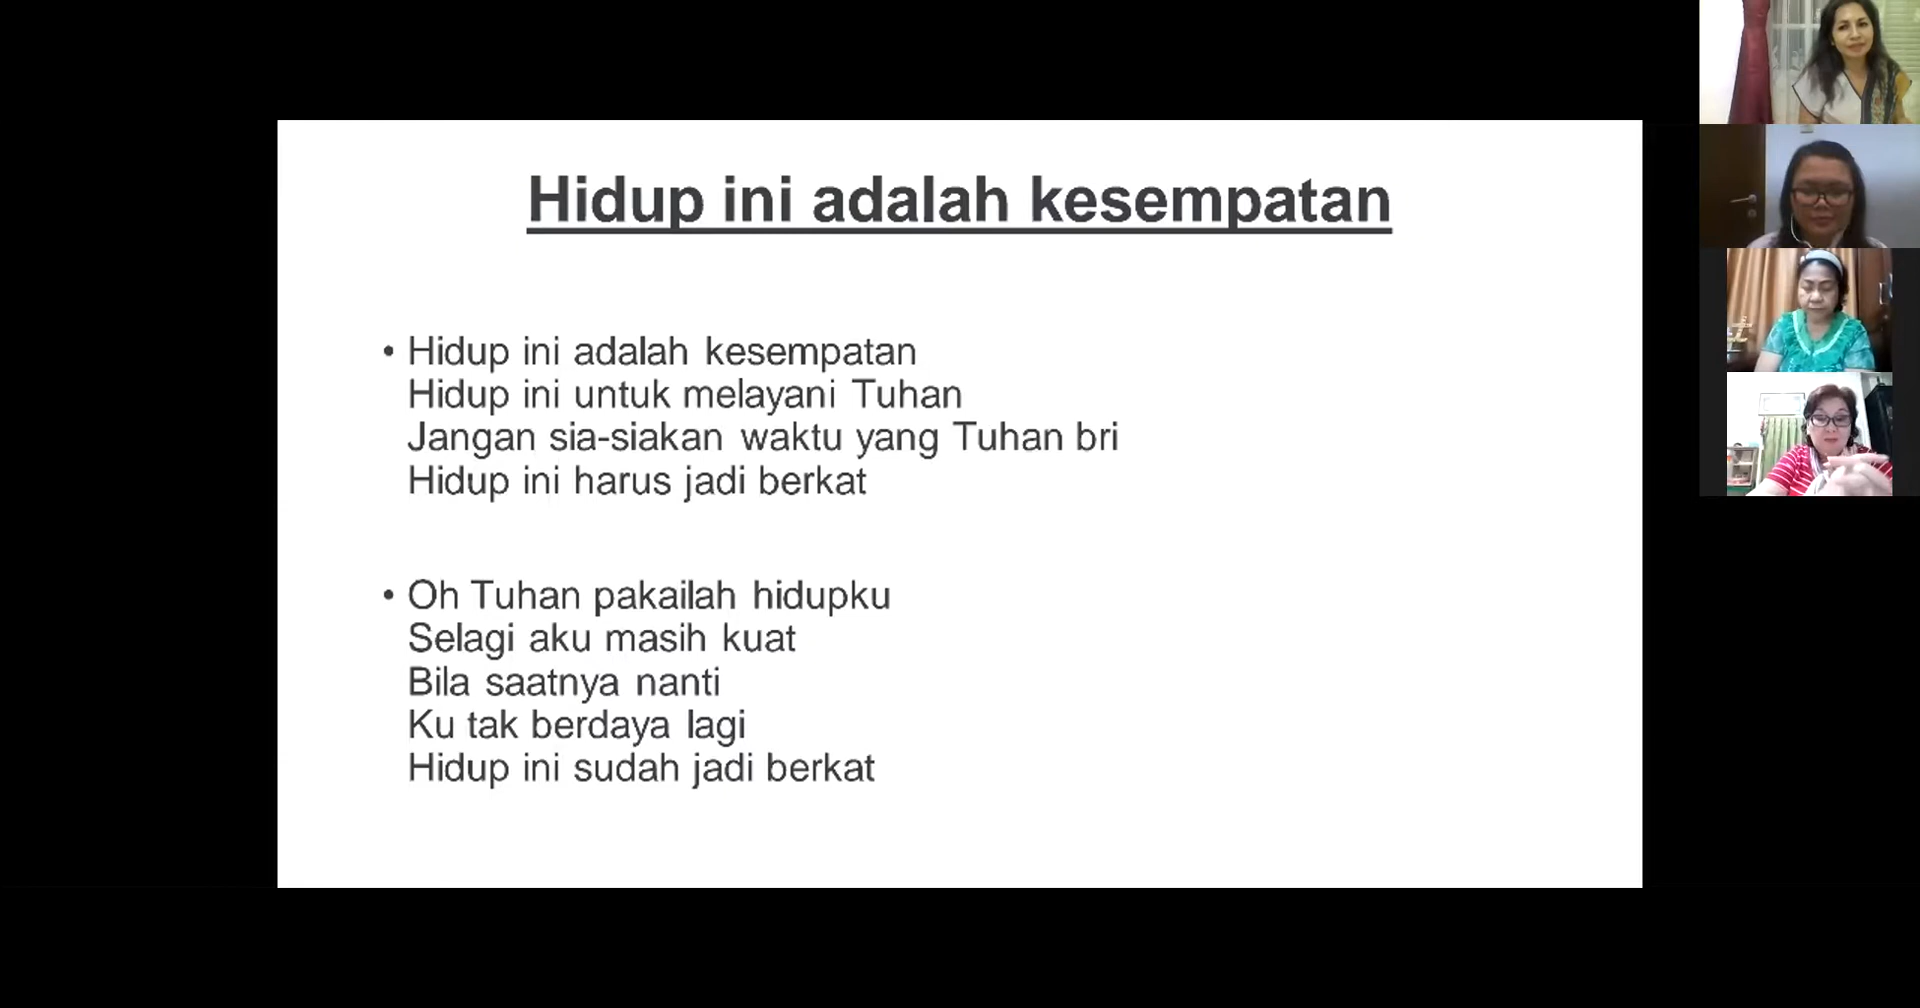 Hidup ini adalah kesempatan
• Hidup ini adalah kesempatan
Hidup ini untuk melayani Tuhan
Jangan sia-siakan waktu yang Tuhan bri
Hidup ini harus jadi berkat
• Oh Tuhan pakailah hidupku
Selagi aku masih kuat
Bila saatnya nanti
Ku tak berdaya lagi
Hidup ini sudah jadi berkat